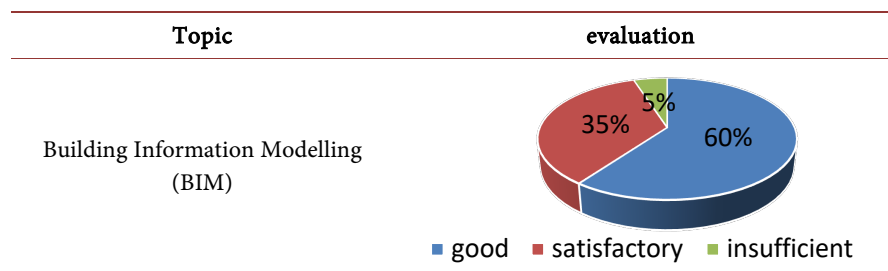 Topic evaluation
5%
35%
60%
Building Information Modelling
(BIM)
good satisfactory insufficient